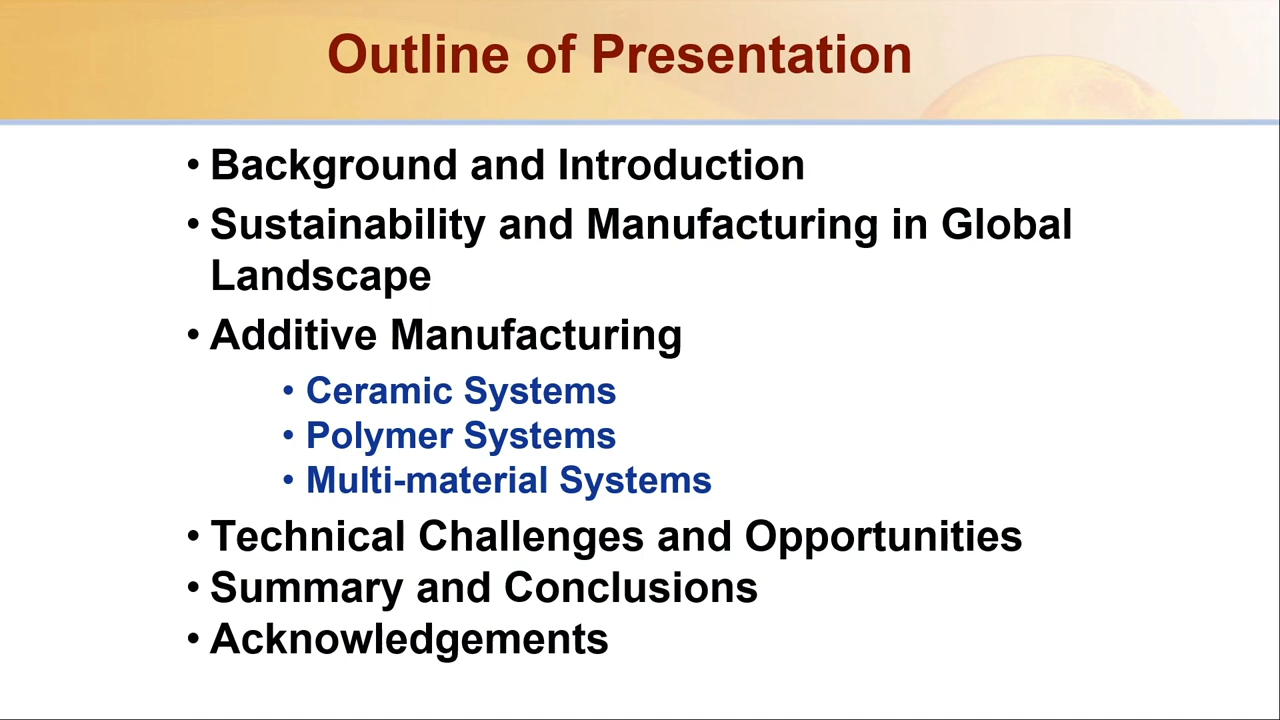 Outline of Presentation
• Background and Introduction
• Sustainability and Manufacturing in Global
Landscape
• Additive Manufacturing
• Ceramic Systems
• Polymer Systems
• Multi-material Systems
• Technical Challenges and Opportunities
• Summary and Conclusions
• Acknowledgements